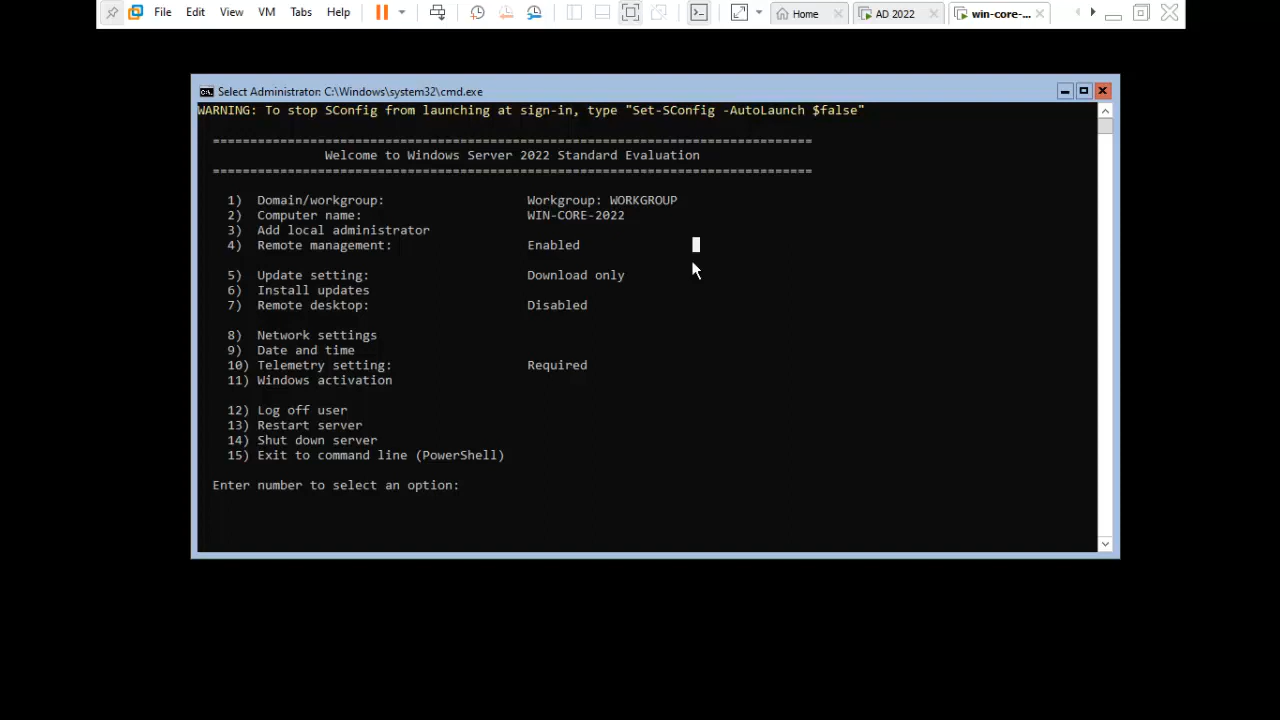 File Edit View VM Tabs Help Home AD 2022 win-core-...
Select Administrator: C:\Windows\system32\cmd.exe
WARNING: To stop SConfig from launching at sign-in, type "Set-SConfig -AutoLaunch $false"
================================================================================
Welcome to Windows Server 2022 Standard Evaluation
================================================================================
1) Domain/workgroup: Workgroup: WORKGROUP
2) Computer name: WIN-CORE-2022
3) Add local administrator
4) Remote management: Enabled
5) Update setting: Download only
6) Install updates
7) Remote desktop: Disabled
8) Network settings
9) Date and time
10) Telemetry setting: Required
11) Windows activation
12) Log off user
13) Restart server
14) Shut down server
15) Exit to command line (PowerShell)
Enter number to select an option: